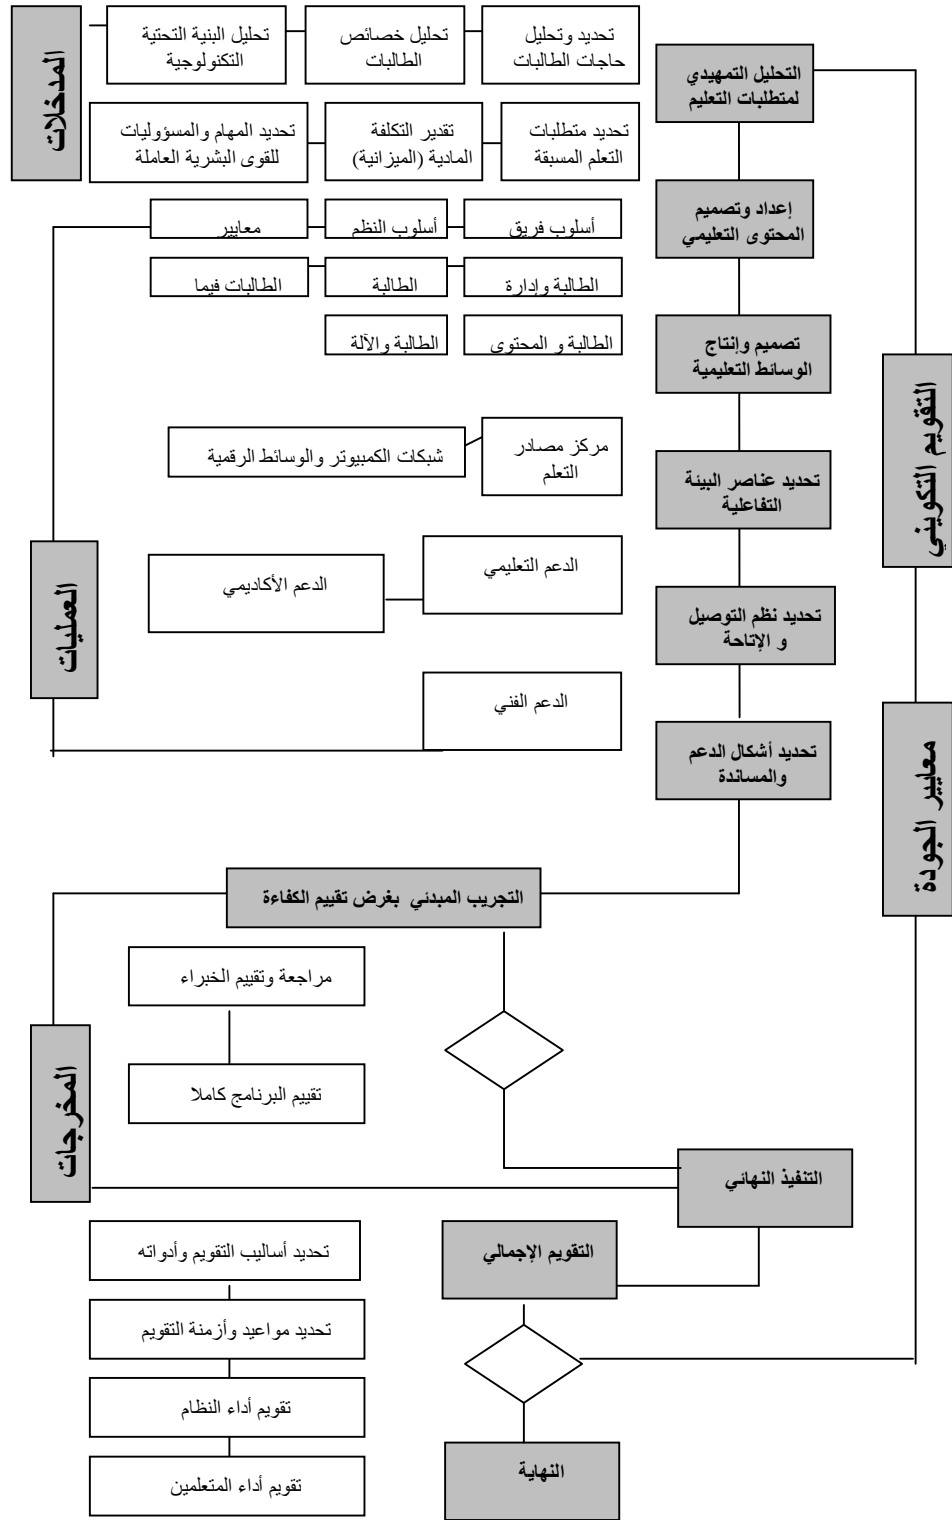 المدخلات
تحديد وتحليل
حاجات الطالبات
تحليل خصائص
الطالبات
تحليل البنية التحتية
التكنولوجية
التحليل التمهيدي
لمتطلبات التعليم
تحديد متطلبات
التعلم المسبقة
تقدير التكلفة
المادية (الميزانية)
تحديد المهام والمسؤوليات
للقوى البشرية العاملة
إعداد وتصميم
المحتوى التعليمي
أسلوب فريق
أسلوب النظم
معايير
الطالبة وإدارة
الطالبة
الطالبات فيما
تصميم وإنتاج
الوسائط التعليمية
الطالبة و المحتوى
الطالبة والآلة
التقويم التكويني
تحديد عناصر البيئة
التفاعلية
مركز مصادر
التعلم
شبكات الكمبيوتر والوسائط الرقمية
العمليات
تحديد نظم التوصيل
و الإتاحة
الدعم التعليمي
الدعم الأكاديمي
معايير الجودة
تحديد أشكال الدعم
والمساندة
الدعم الفني
التجريب المبدئي بغرض تقييم الكفاءة
مراجعة وتقييم الخبراء
المخرجات
تقييم البرنامج كاملا
التنفيذ النهائي
التقويم الإجمالي
تحديد أساليب التقويم وأدواته
تحديد مواعيد وأزمنة التقويم
تقويم أداء النظام
تقويم أداء المتعلمين
النهاية